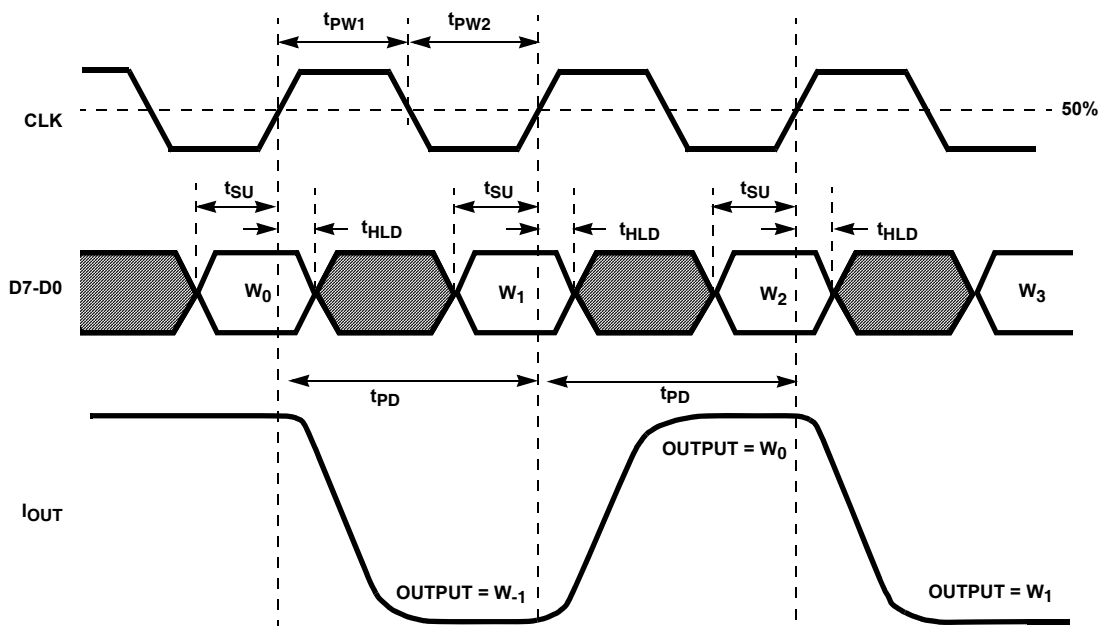 tPW1 tPW2
CLK 50%
tSU tSU tSU
tHLD tHLD tHLD
D7-D0 W0 W1 W2 W3
tPD tPD
OUTPUT = W0
IOUT
OUTPUT = W-1 OUTPUT = W1